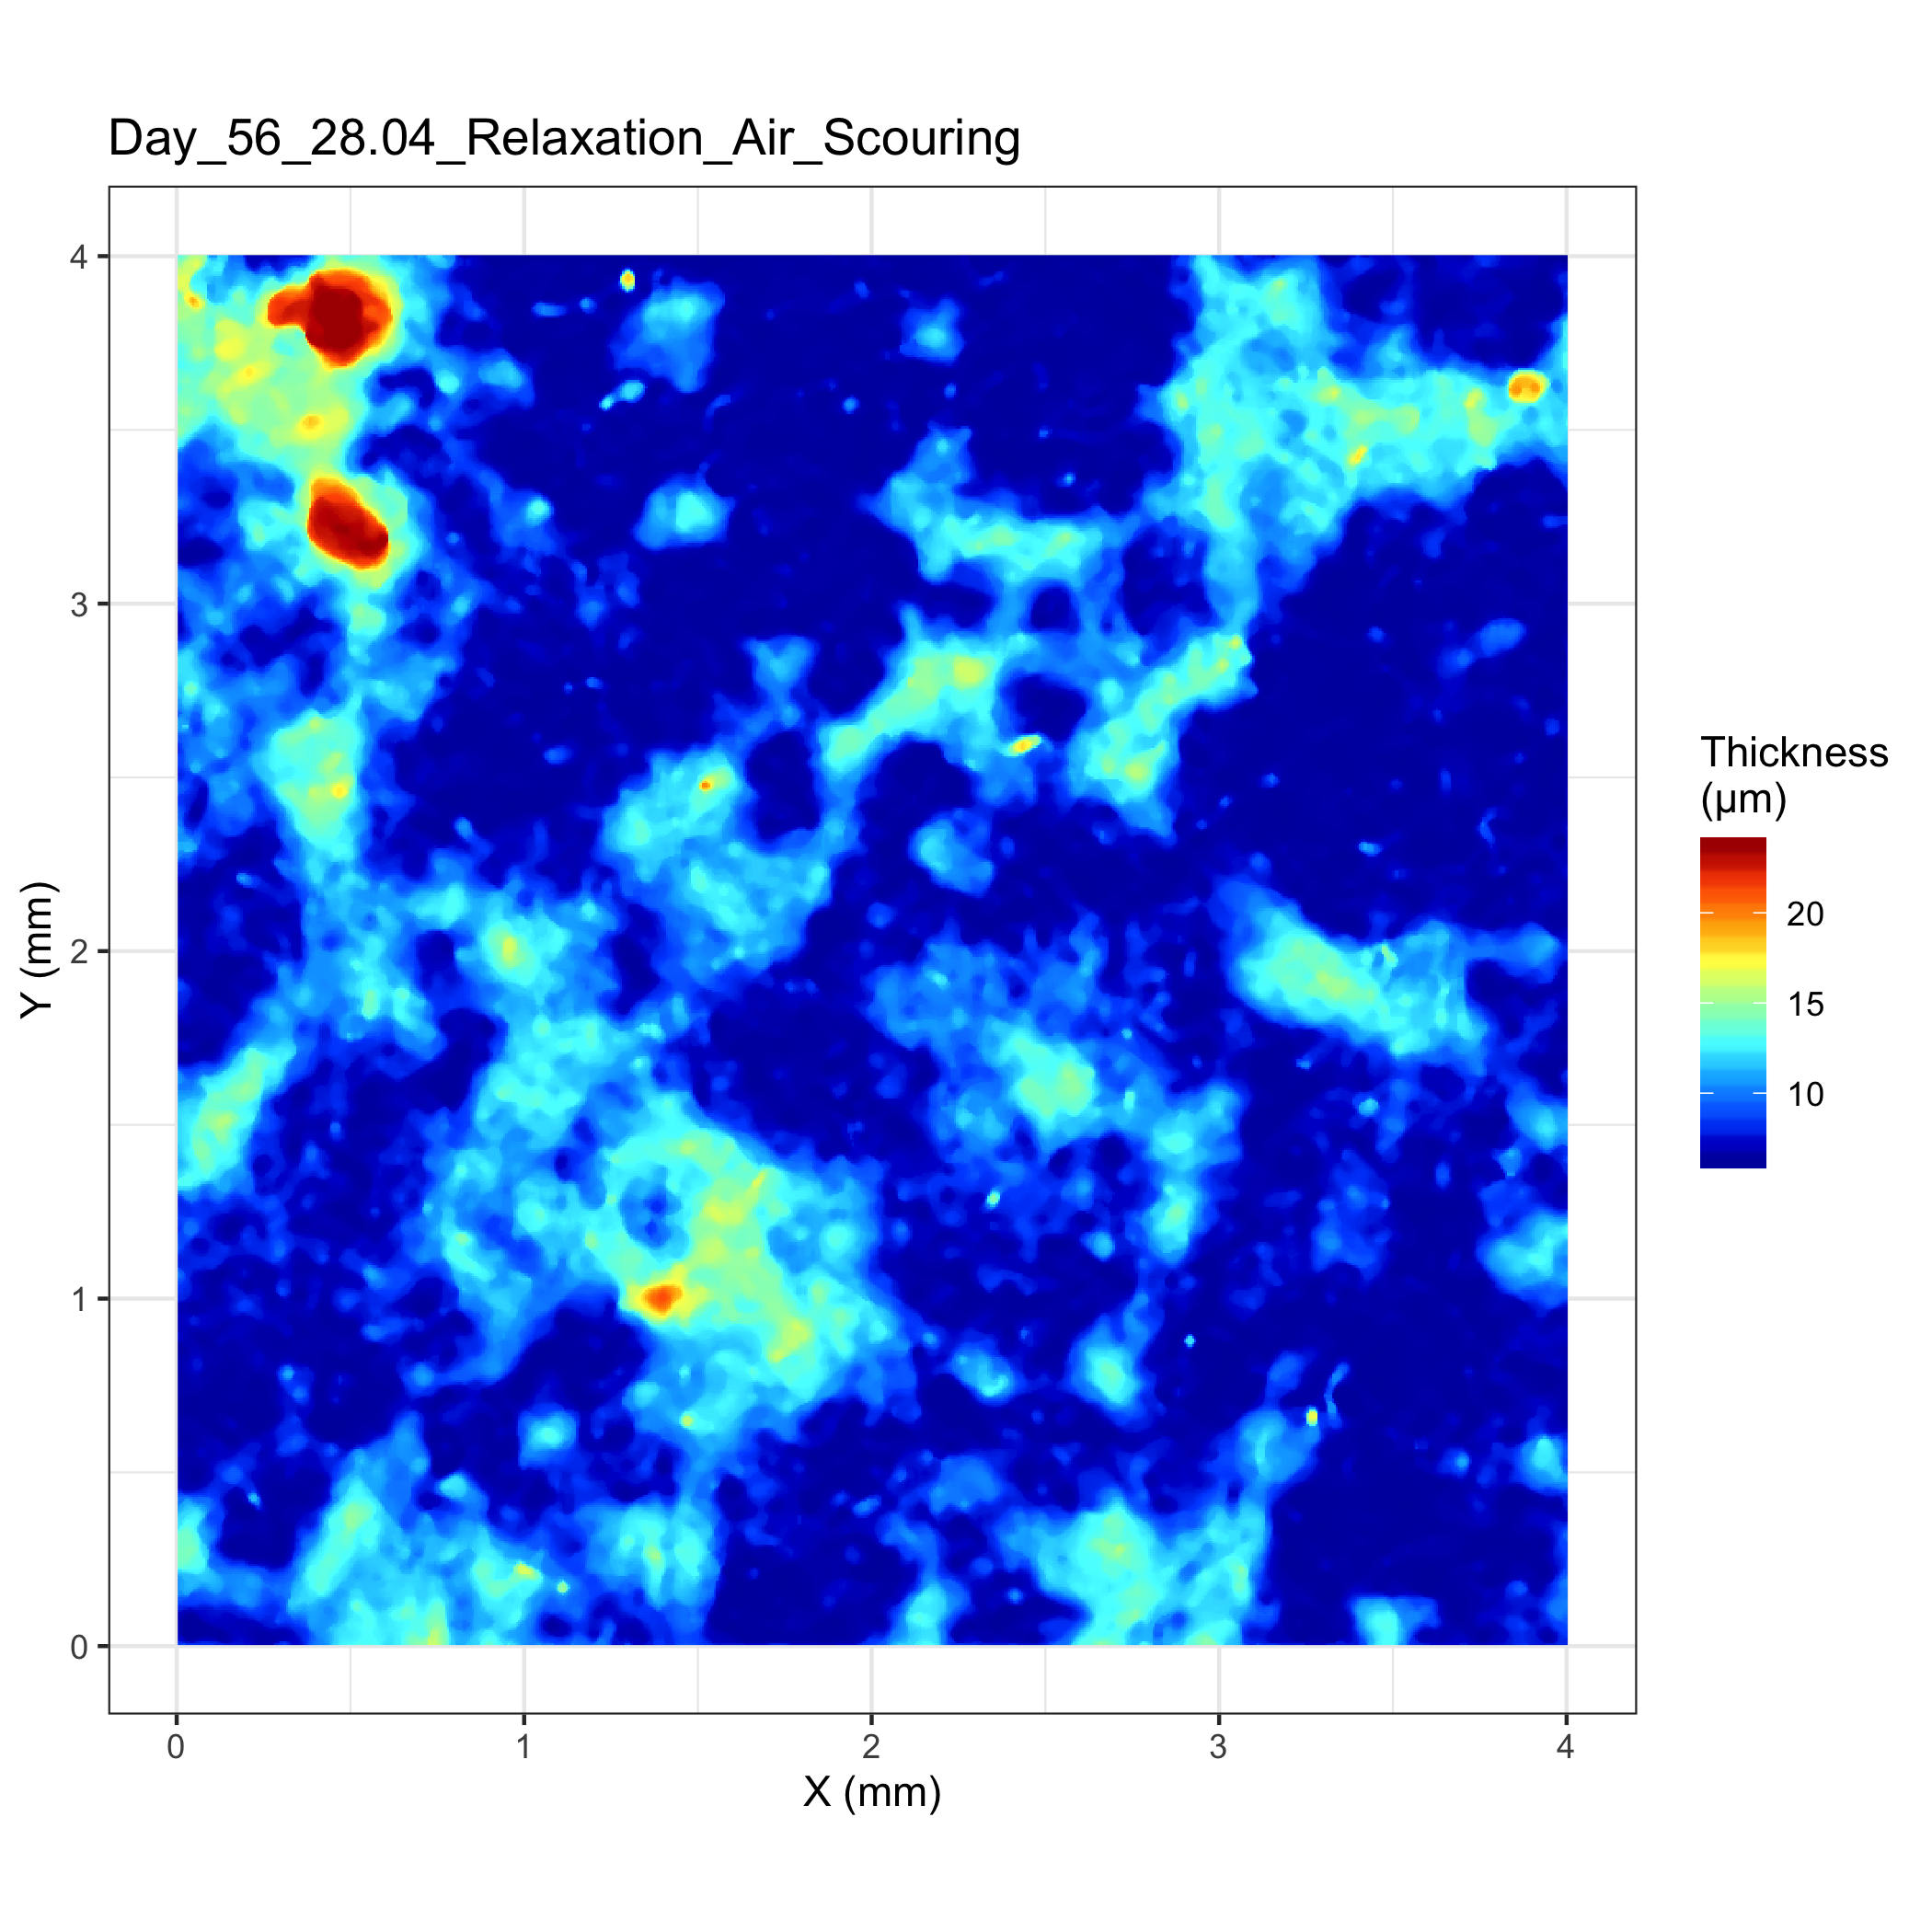 Day_56_28.04_Relaxation_Air_Scouring
4
3
2
1
0
Y (mm)
0 1 2 3 4
X (mm)
Thickness
(µm)
20
15
10